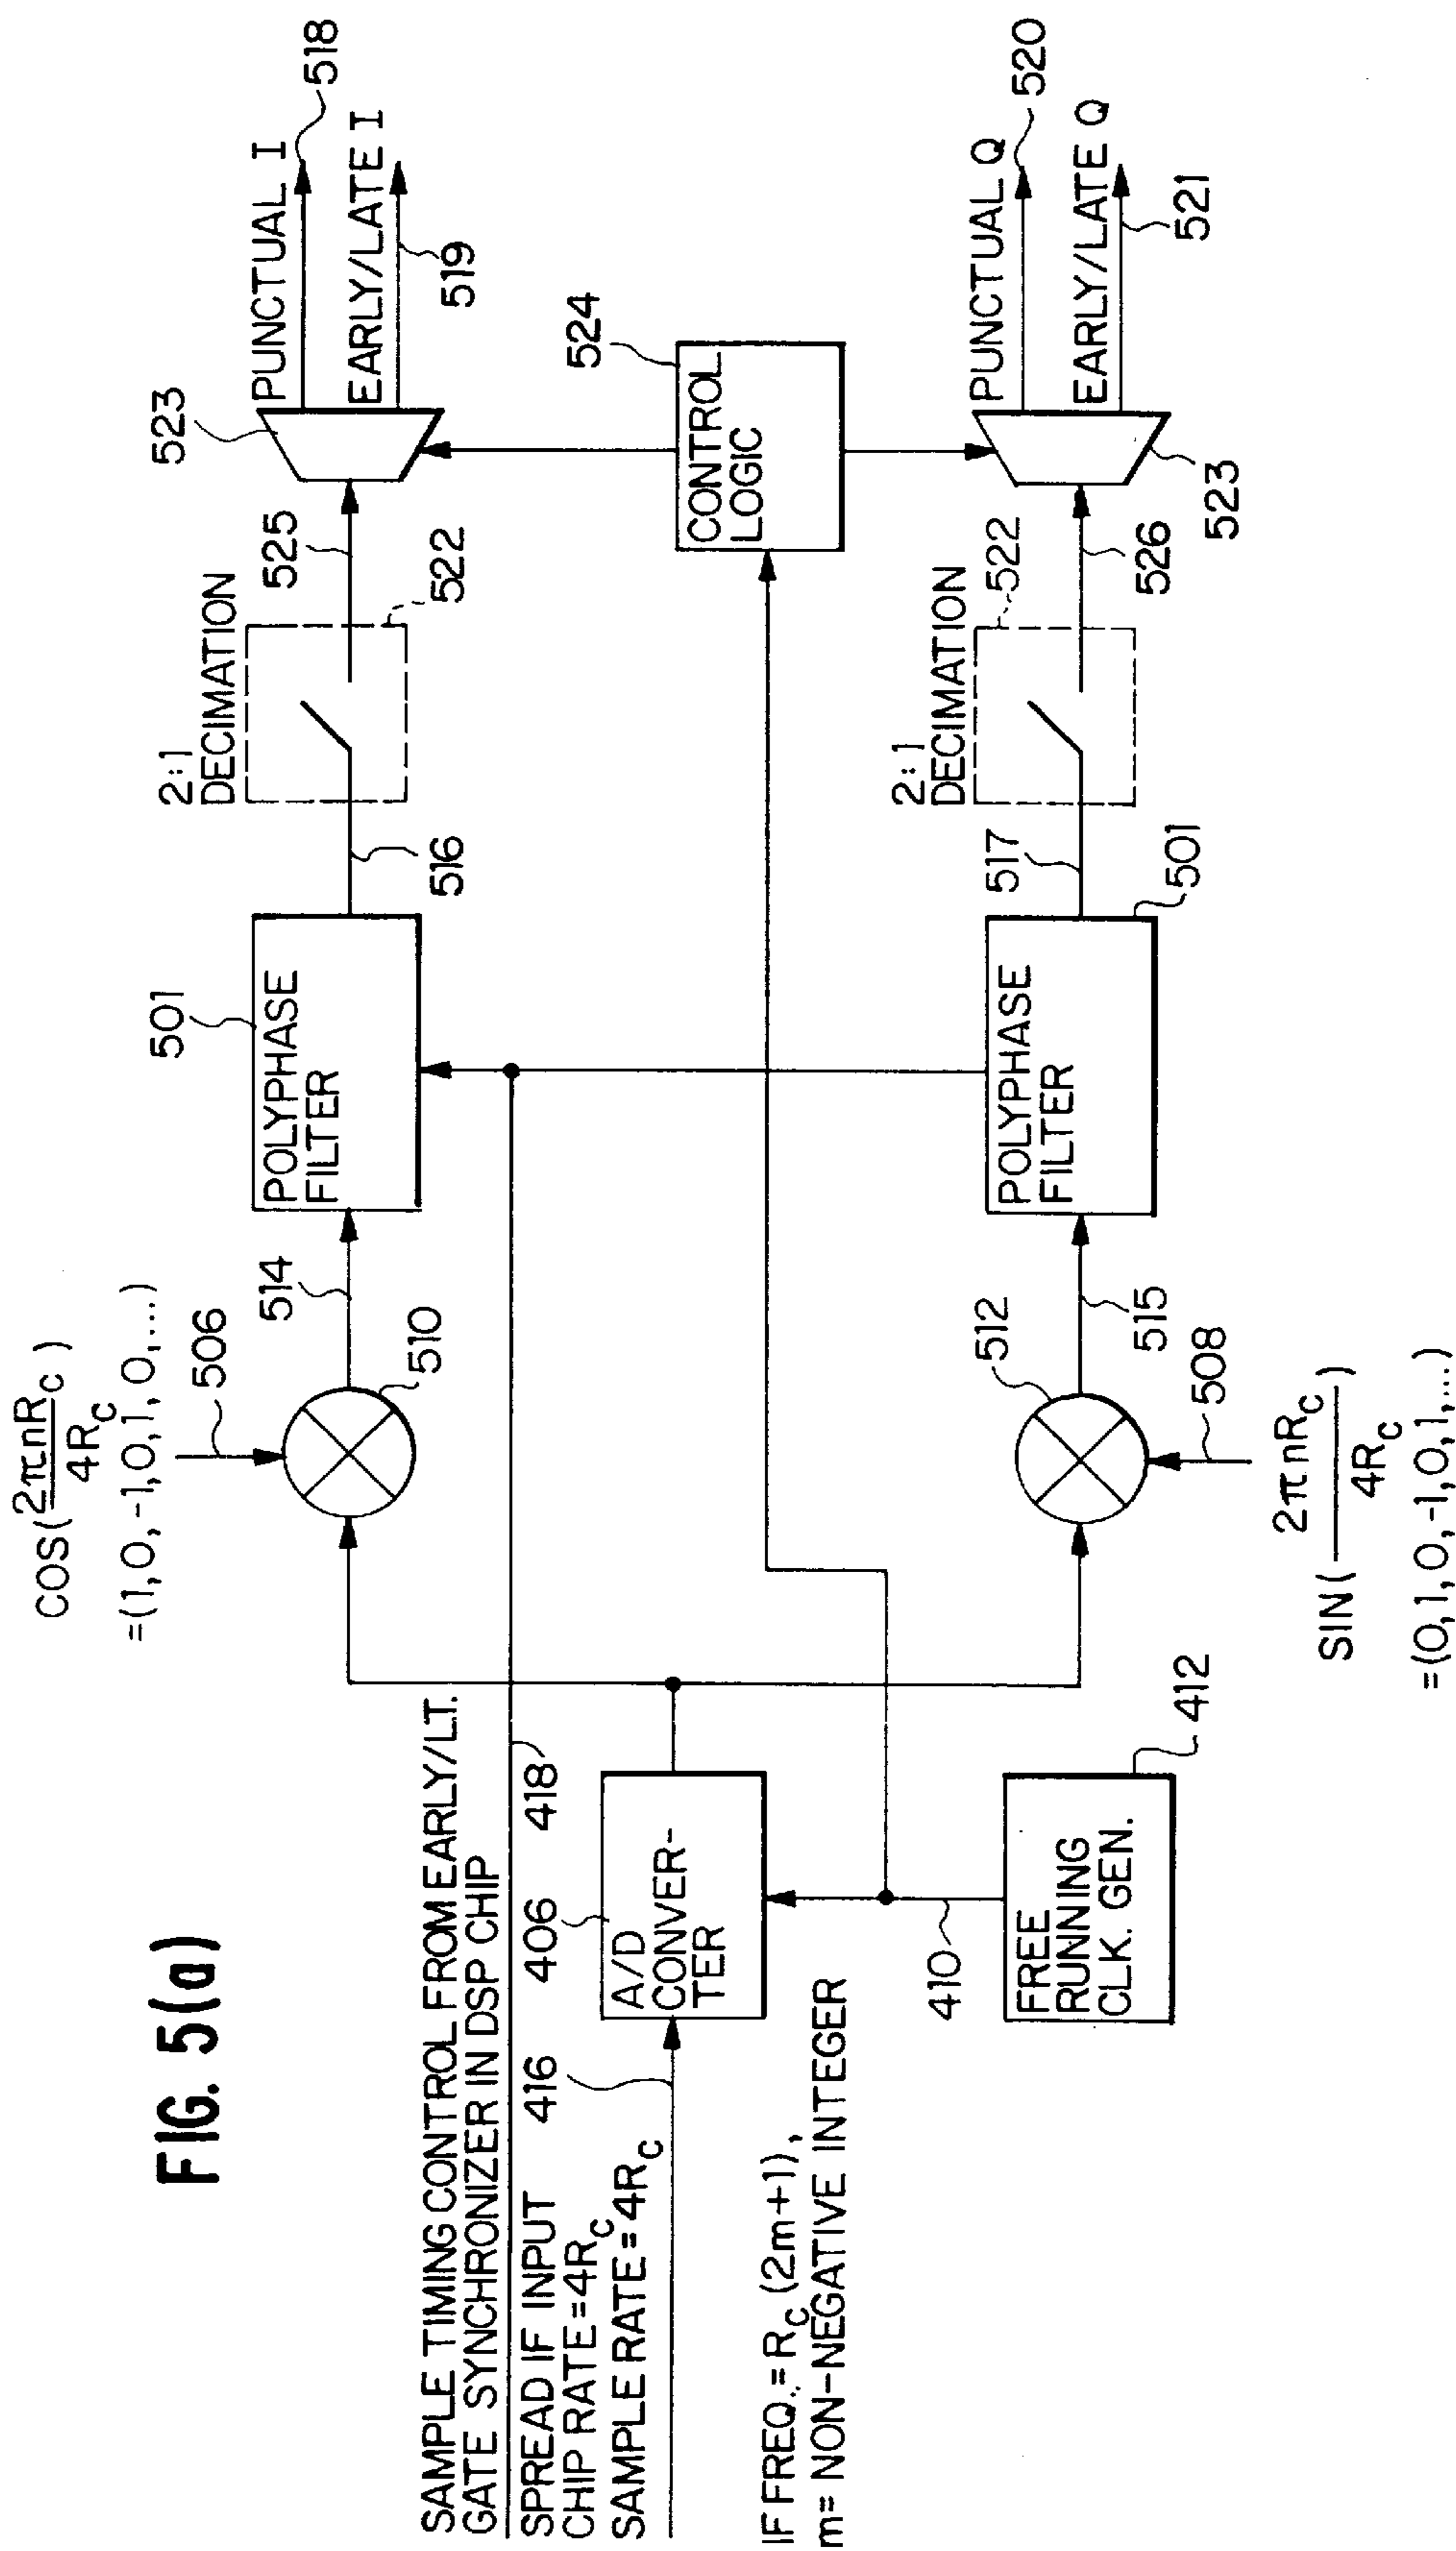 FIG. 5(a)
SAMPLE TIMING CONTROL FROM EARLY/LT.
GATE SYNCHRONIZER IN DSP CHIP
418
SPREAD IF INPUT
CHIP RATE=4Rc
SAMPLE RATE=4Rc
416
IF FREQ.=Rc(2m+1),
m= NON-NEGATIVE INTEGER
406
A/D
CONVER-
TER
410
FREE
RUNNING
CLK. GEN.
412
COS(2πnRc/4Rc)
=(1,0,-1,0,1,0,...)
506
510
514
501
POLYPHASE
FILTER
516
2:1
DECIMATION
522
525
523
PUNCTUAL I
518
EARLY/LATE I
519
524
CONTROL
LOGIC
SIN(2πnRc/4Rc)
=(0,1,0,-1,0,1,...)
508
512
515
POLYPHASE
FILTER
501
517
2:1
DECIMATION
522
526
523
PUNCTUAL Q
520
EARLY/LATE Q
521